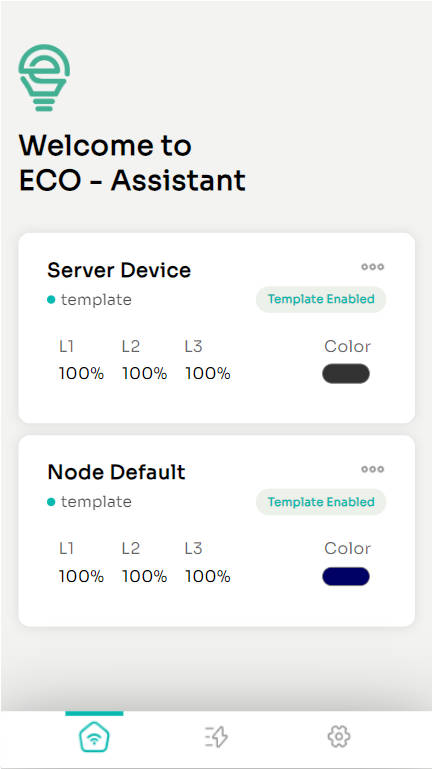 Welcome to
ECO - Assistant
Server Device
template
Template Enabled
L1 L2 L3 Color
100% 100% 100%
Node Default
template
Template Enabled
L1 L2 L3 Color
100% 100% 100%